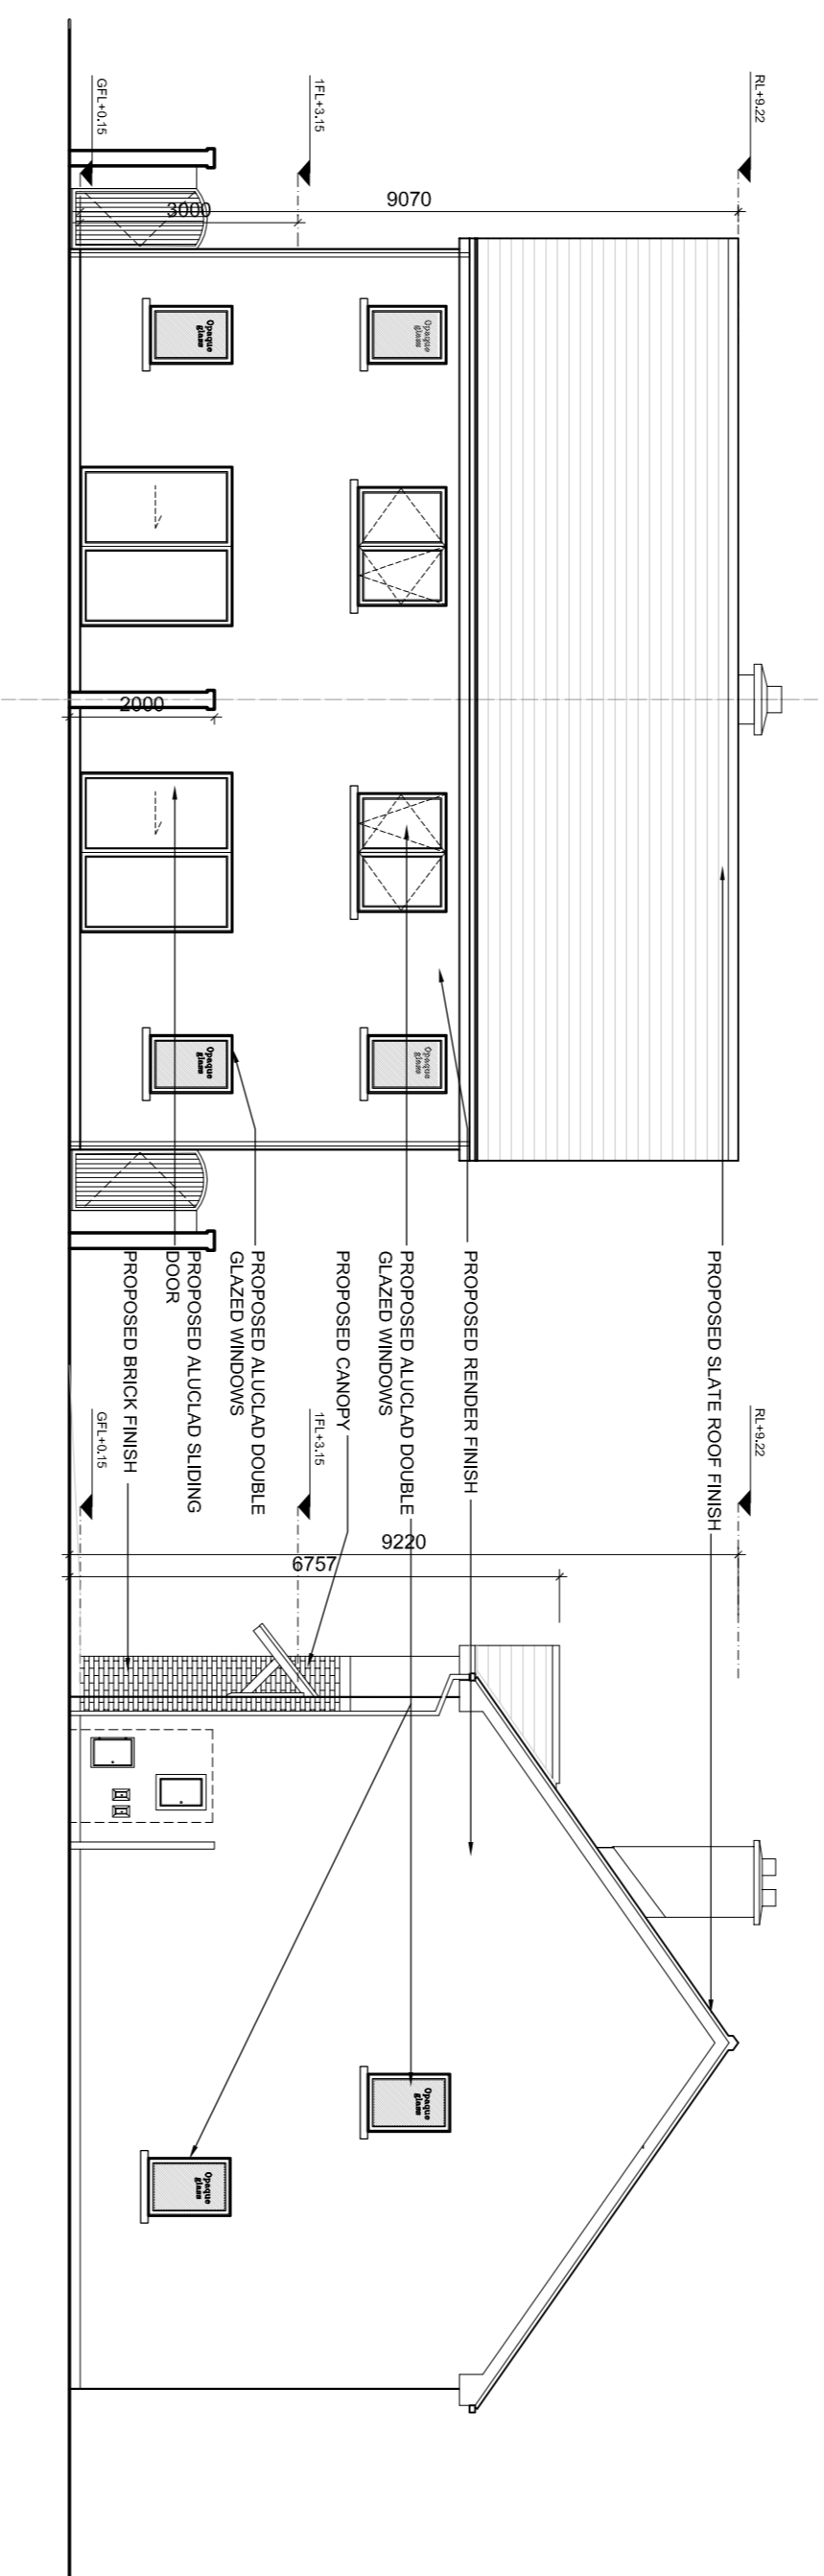 RL+9.22
1FL+3.15
GFL+0.15
9070
3000
Opaque
glass
Opaque
glass
2000
Opaque
glass
Opaque
glass
PROPOSED SLATE ROOF FINISH
PROPOSED RENDER FINISH
PROPOSED ALUCLAD DOUBLE
GLAZED WINDOWS
PROPOSED CANOPY
PROPOSED ALUCLAD DOUBLE
GLAZED WINDOWS
PROPOSED ALUCLAD SLIDING
DOOR
PROPOSED BRICK FINISH
RL+9.22
1FL+3.15
GFL+0.15
9220
6757
Opaque
glass
Opaque
glass